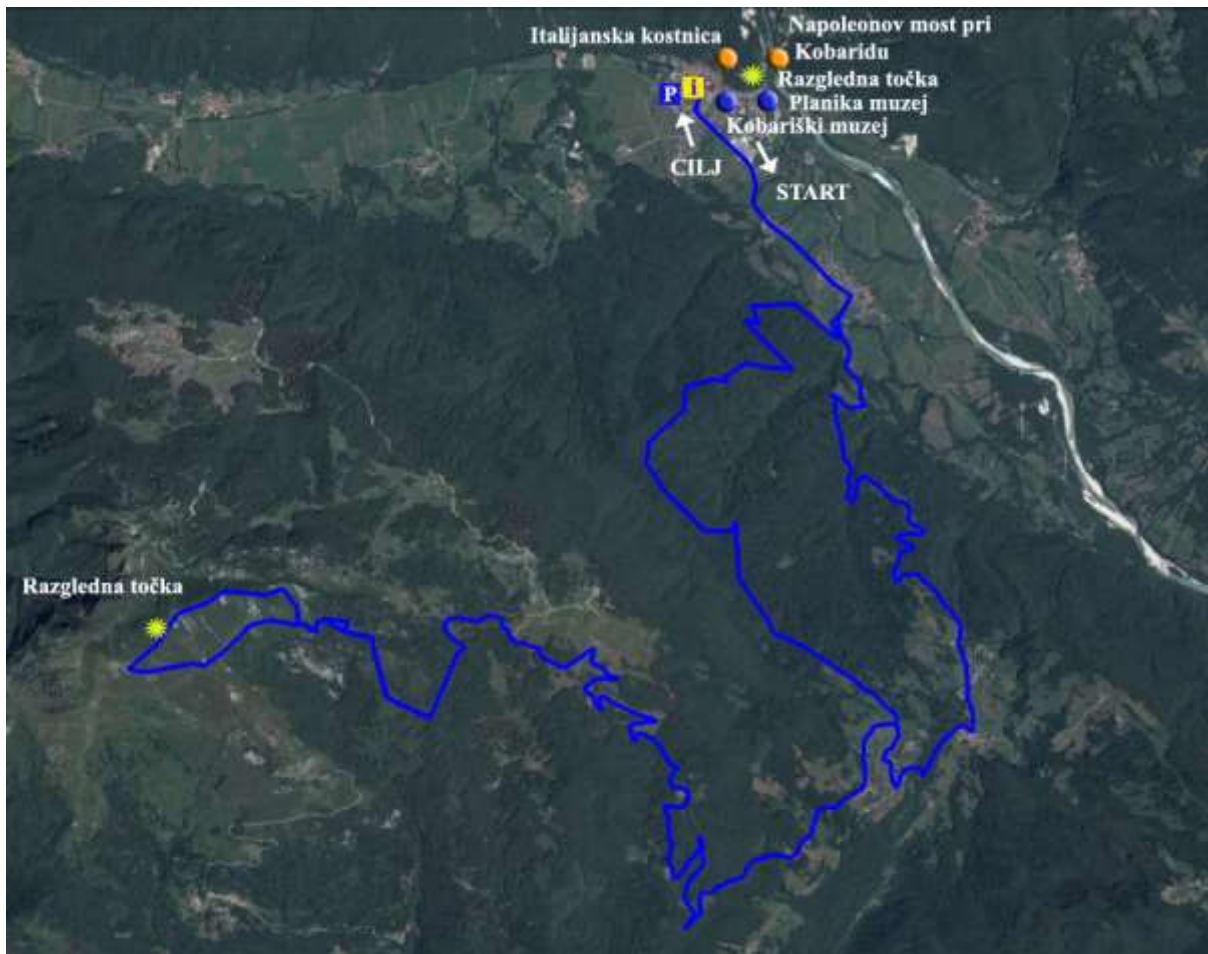 Napoleonov most pri
Kobaridu
Italijanska kostnica
Razgledna točka
P
i
Planika muzej
Kobariški muzej
CILJ
START
Razgledna točka